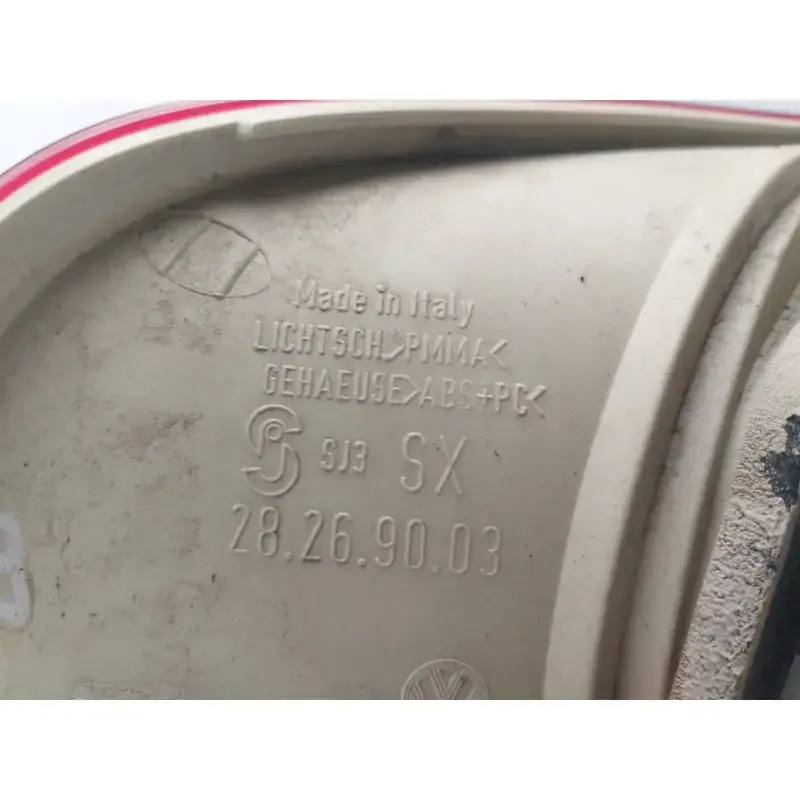 Made in Italy
LICHTSCH>PMMA<
GEHAEUSE>ABS+PC<
SJ3 SX
28.26.90.03